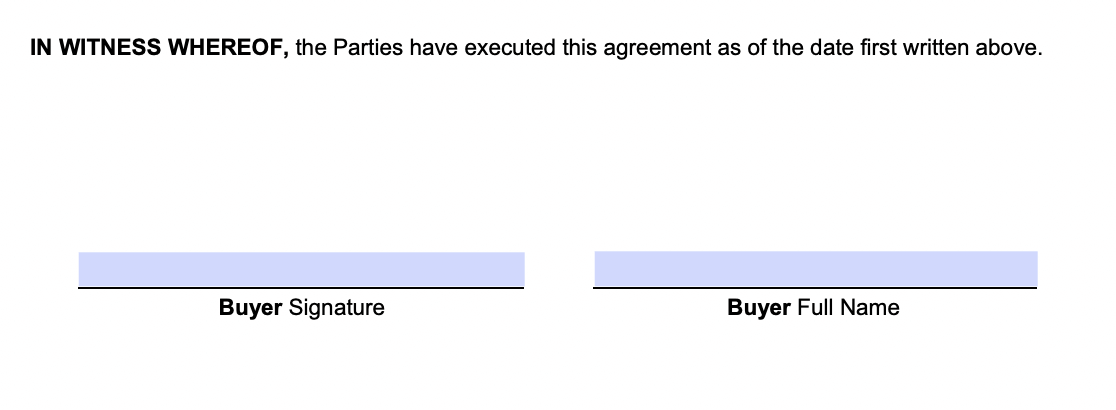 IN WITNESS WHEREOF, the Parties have executed this agreement as of the date first written above.
Buyer Signature
Buyer Full Name